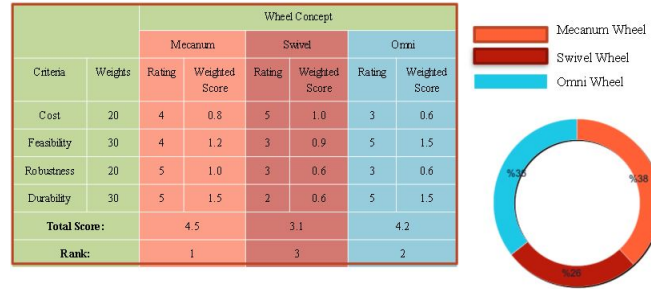 Wheel Concept
Mecanum Swivel Omni
Criteria Weights Rating Weighted Score Rating Weighted Score Rating Weighted Score
Cost 20 4 0.8 5 1.0 3 0.6
Feasibility 30 4 1.2 3 0.9 5 1.5
Robustness 20 5 1.0 3 0.6 3 0.6
Durability 30 5 1.5 2 0.6 5 1.5
Total Score: 4.5 3.1 4.2
Rank: 1 3 2
Mecanum Wheel
Swivel Wheel
Omni Wheel
%38
%26